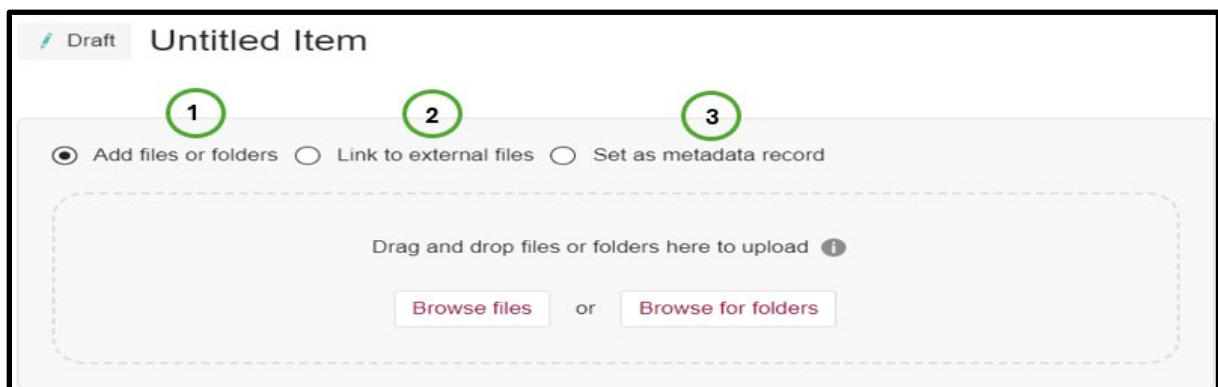 Draft Untitled Item
1 2 3
Add files or folders Link to external files Set as metadata record
Drag and drop files or folders here to upload i
Browse files or Browse for folders